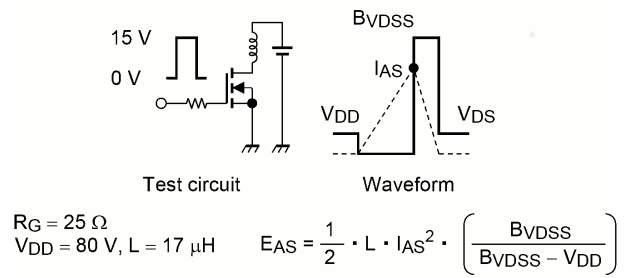 BVDSS
15 V
IAS
0 V
VDD
VDS
Test circuit
Waveform
RG = 25 Ω
VDD = 80 V, L = 17 μH
EAS = 1/2 · L · IAS² · (BVDSS / (BVDSS − VDD))